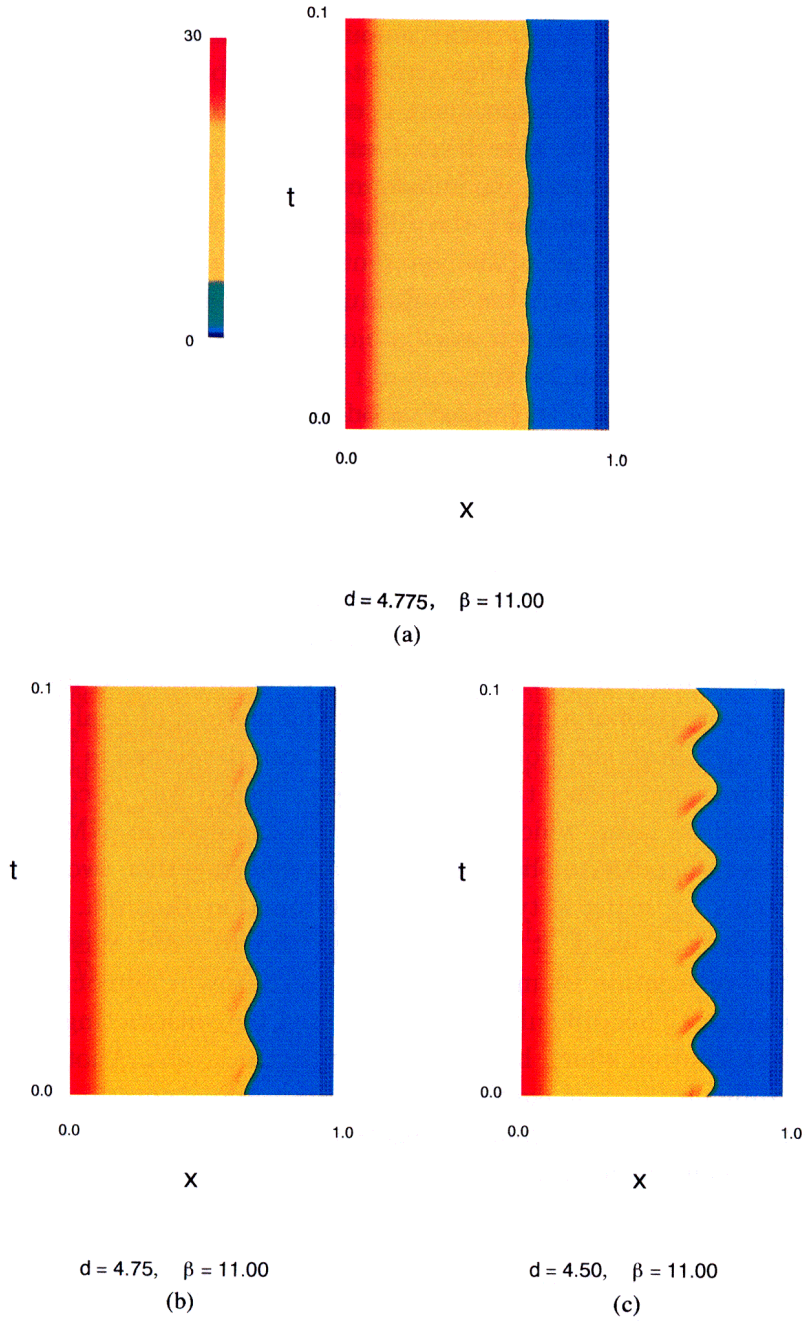 0.1
30
t
0
0.0
0.0 1.0
x
d = 4.775, β = 11.00
(a)
0.1
t
0.0
0.0 1.0
x
d = 4.75, β = 11.00
(b)
0.1
t
0.0
0.0 1.0
x
d = 4.50, β = 11.00
(c)